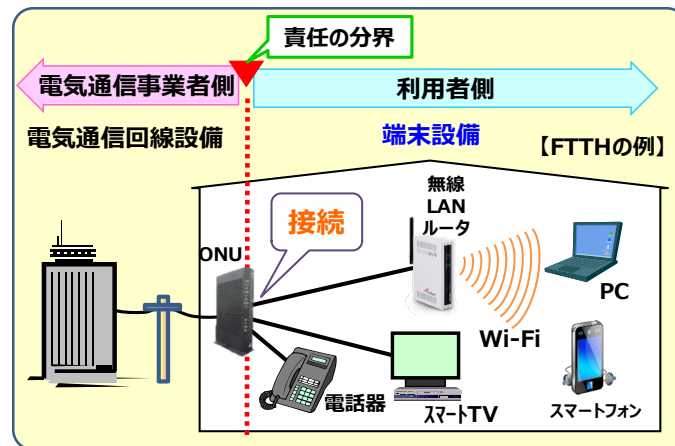 責任の分界
電気通信事業者側
利用者側
電気通信回線設備
端末設備
【FTTHの例】
無線
LAN
ルータ
接続
ONU
PC
Wi-Fi
電話器
スマートTV
スマートフォン